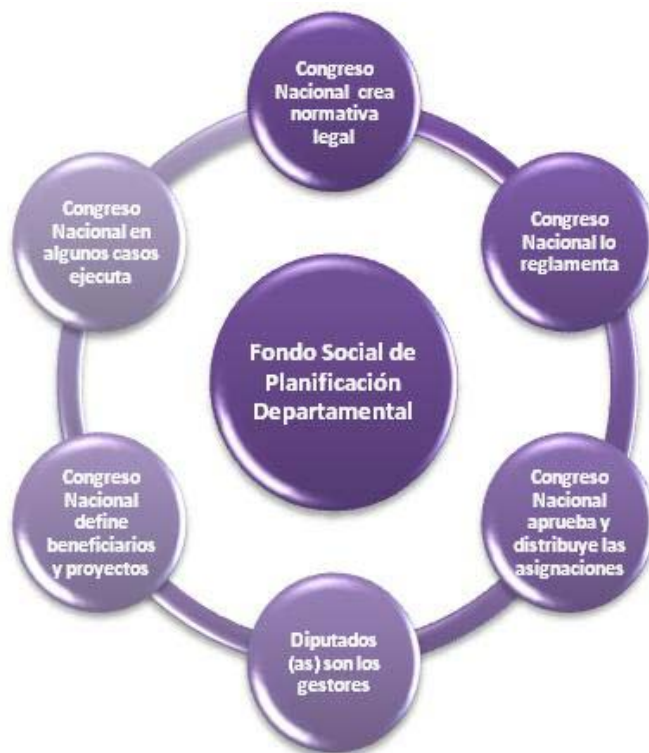 Congreso
Nacional crea
normativa
legal
Congreso
Nacional lo
reglamenta
Congreso
Nacional
aprueba y
distribuye las
asignaciones
Diputados
(as) son los
gestores
Congreso
Nacional
define
beneficiarios
y proyectos
Congreso
Nacional en
algunos casos
ejecuta
Fondo Social de
Planificación
Departamental